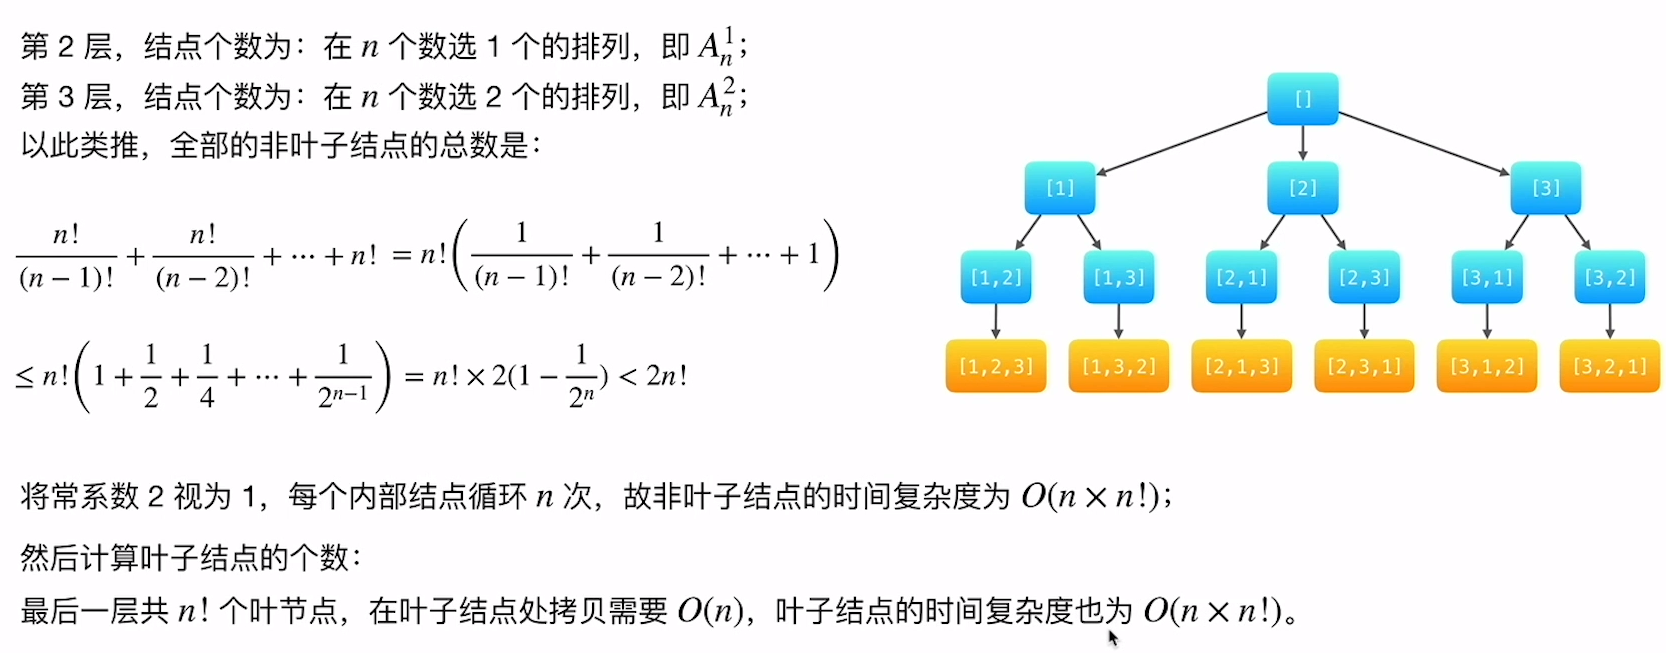 第 2 层，结点个数为：在 n 个数选 1 个的排列，即 $A_n^1$；
第 3 层，结点个数为：在 n 个数选 2 个的排列，即 $A_n^2$；
以此类推，全部的非叶子结点的总数是：
$\frac{n!}{(n-1)!} + \frac{n!}{(n-2)!} + \cdots + n! = n!\left(\frac{1}{(n-1)!} + \frac{1}{(n-2)!} + \cdots + 1\right)$
$\leq n!\left(1 + \frac{1}{2} + \frac{1}{4} + \cdots + \frac{1}{2^{n-1}}\right) = n! \times 2(1 - \frac{1}{2^n}) < 2n!$
将常系数 2 视为 1，每个内部结点循环 n 次，故非叶子结点的时间复杂度为 $O(n \times n!)$；
然后计算叶子结点的个数：
最后一层共 n! 个叶节点，在叶子结点处拷贝需要 $O(n)$，叶子结点的时间复杂度也为 $O(n \times n!)$。
[]
[1] [2] [3]
[1,2] [1,3] [2,1] [2,3] [3,1] [3,2]
[1,2,3] [1,3,2] [2,1,3] [2,3,1] [3,1,2] [3,2,1]